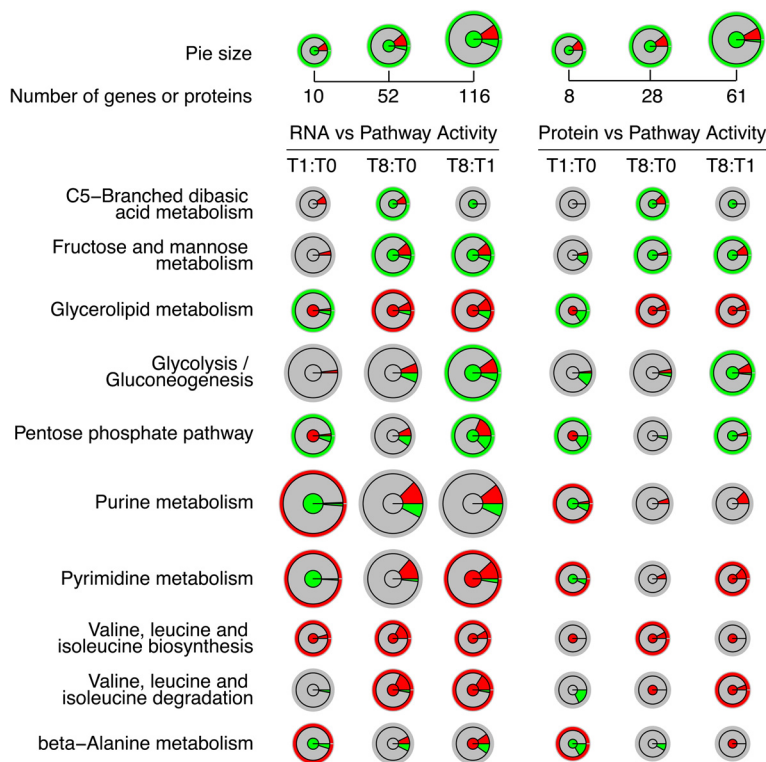 Pie size
Number of genes or proteins
10 52 116 8 28 61
RNA vs Pathway Activity Protein vs Pathway Activity
T1:T0 T8:T0 T8:T1 T1:T0 T8:T0 T8:T1
C5−Branched dibasic
acid metabolism
Fructose and mannose
metabolism
Glycerolipid metabolism
Glycolysis /
Gluconeogenesis
Pentose phosphate pathway
Purine metabolism
Pyrimidine metabolism
Valine, leucine and
isoleucine biosynthesis
Valine, leucine and
isoleucine degradation
beta−Alanine metabolism